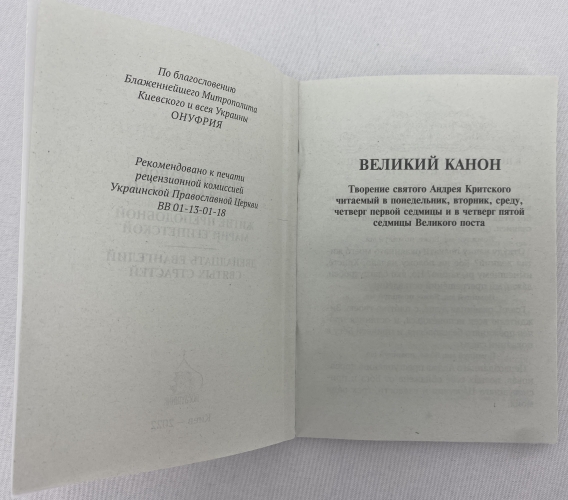 По благословению
Блаженнейшего Митрополита
Киевского и всея Украины
ОНУФРИЯ
Рекомендовано к печати
рецензионной комиссией
Украинской Православной Церкви
ВВ 01-13-01-18
ВЕЛИКИЙ КАНОН
Творение святого Андрея Критского
читаемый в понедельник, вторник, среду,
четверг первой седмицы и в четверг пятой
седмицы Великого поста